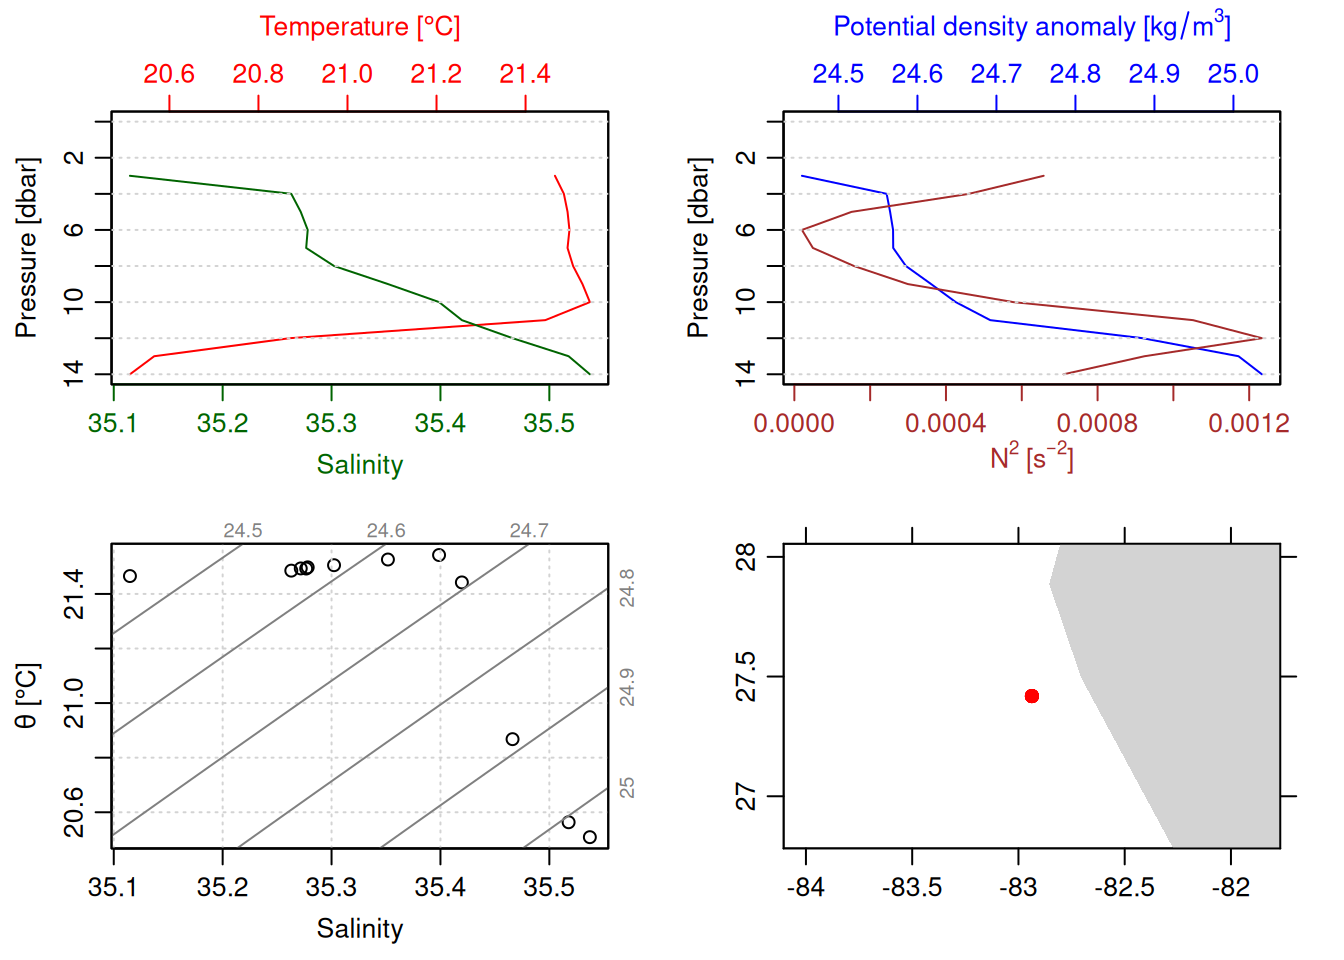 Temperature [°C]
20.6 20.8 21.0 21.2 21.4
Pressure [dbar]
2
6
10
14
35.1 35.2 35.3 35.4 35.5
Salinity
Potential density anomaly [kg/m³]
24.5 24.6 24.7 24.8 24.9 25.0
Pressure [dbar]
2
6
10
14
0.0000 0.0004 0.0008 0.0012
N² [s⁻²]
24.5 24.6 24.7
24.8
24.9
25
θ [°C]
21.4
21.0
20.6
35.1 35.2 35.3 35.4 35.5
Salinity
28
27.5
27
-84 -83.5 -83 -82.5 -82